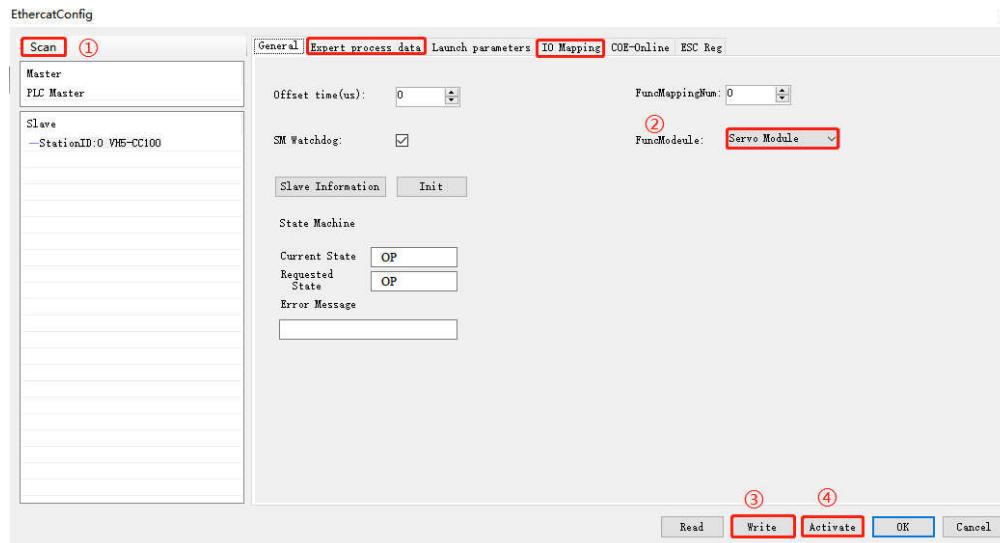 EthercatConfig
Scan ①
General Expert process data Launch parameters IO Mapping COE-Online ESC Reg
Master
PLC Master
Slave
StationID:0 VH5-CC100
Offset time(us): 0
FuncMappingNum: 0
SM Watchdog:
②
FuncModeule: Servo Module
Slave Information Init
State Machine
Current State OP
Requested
State OP
Error Message
③ ④
Read Write Activate OK Cancel